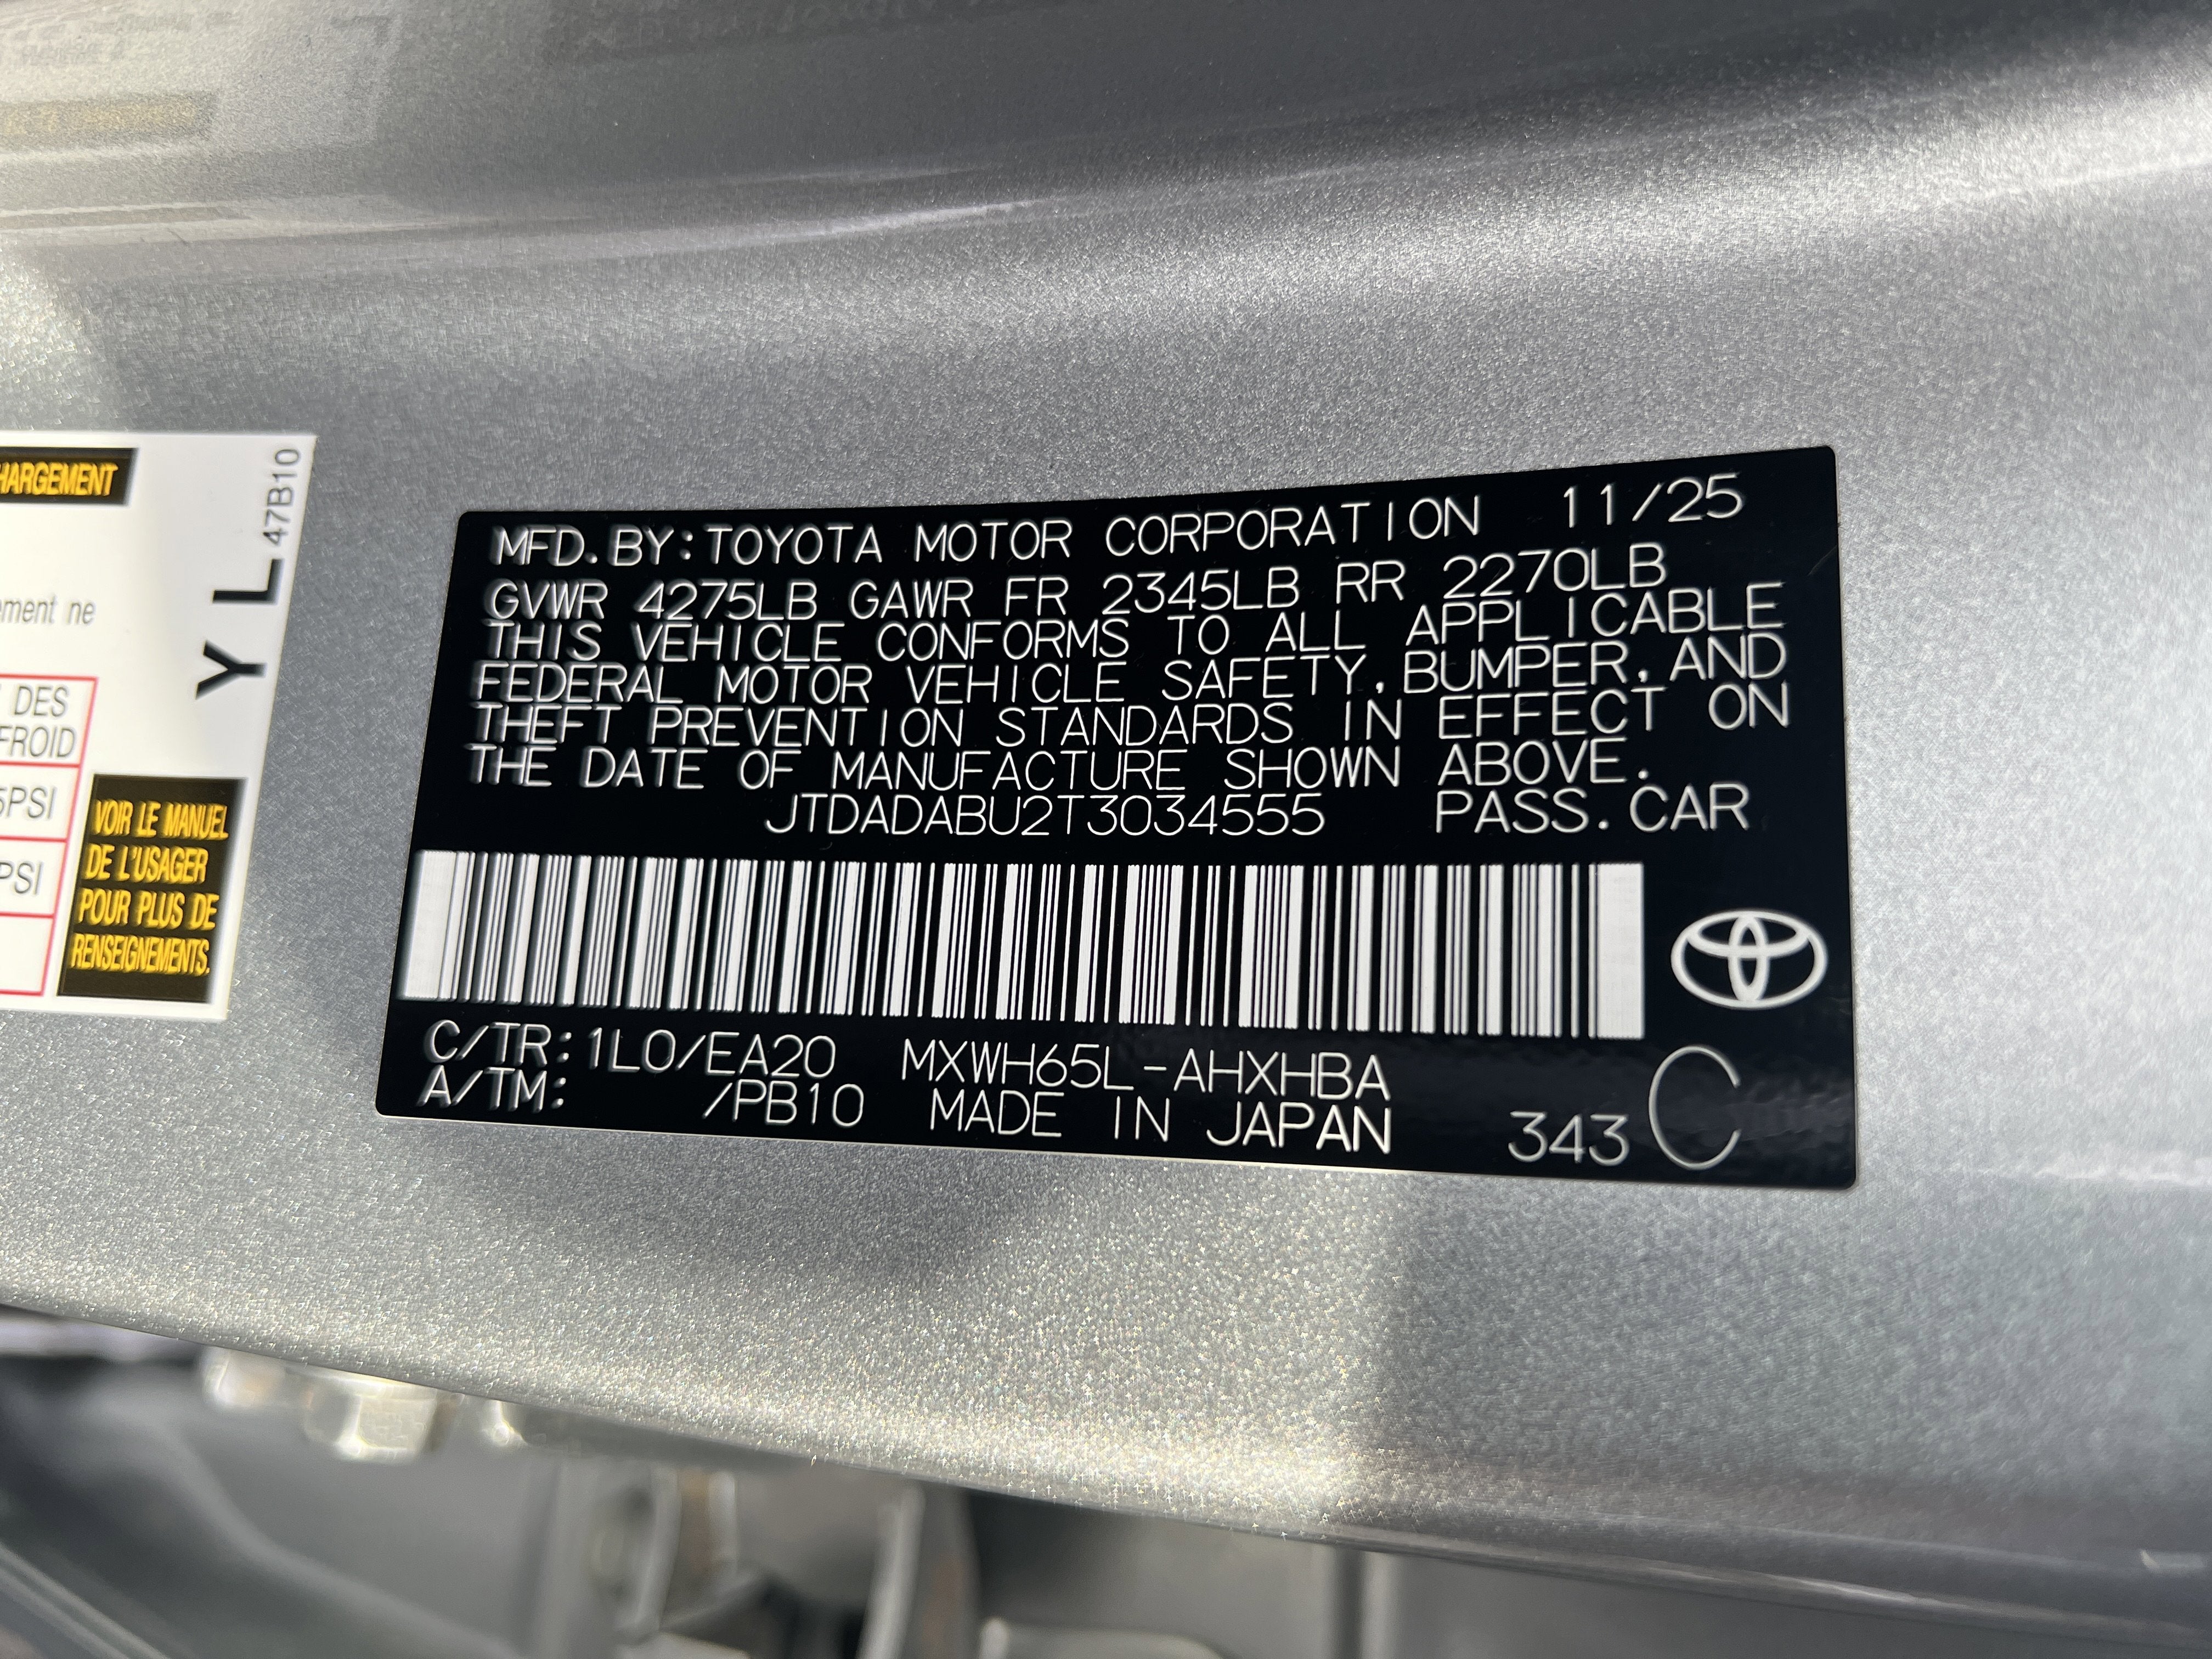 HARGEMENT
47B10
YL
ement ne
DES
FROID
5PSI
PSI
VOIR LE MANUEL
DE L'USAGER
POUR PLUS DE
RENSEIGNEMENTS.
MFD.BY:TOYOTA MOTOR CORPORATION 11/25
GVWR 4275LB GAWR FR 2345LB RR 2270LB
THIS VEHICLE CONFORMS TO ALL APPLICABLE
FEDERAL MOTOR VEHICLE SAFETY,BUMPER,AND
THEFT PREVENTION STANDARDS IN EFFECT ON
THE DATE OF MANUFACTURE SHOWN ABOVE.
JTDADABU2T3034555 PASS.CAR
C/TR:1L0/EA20 MXWH65L-AHXHBA
A/TM: /PB10 MADE IN JAPAN 343 C